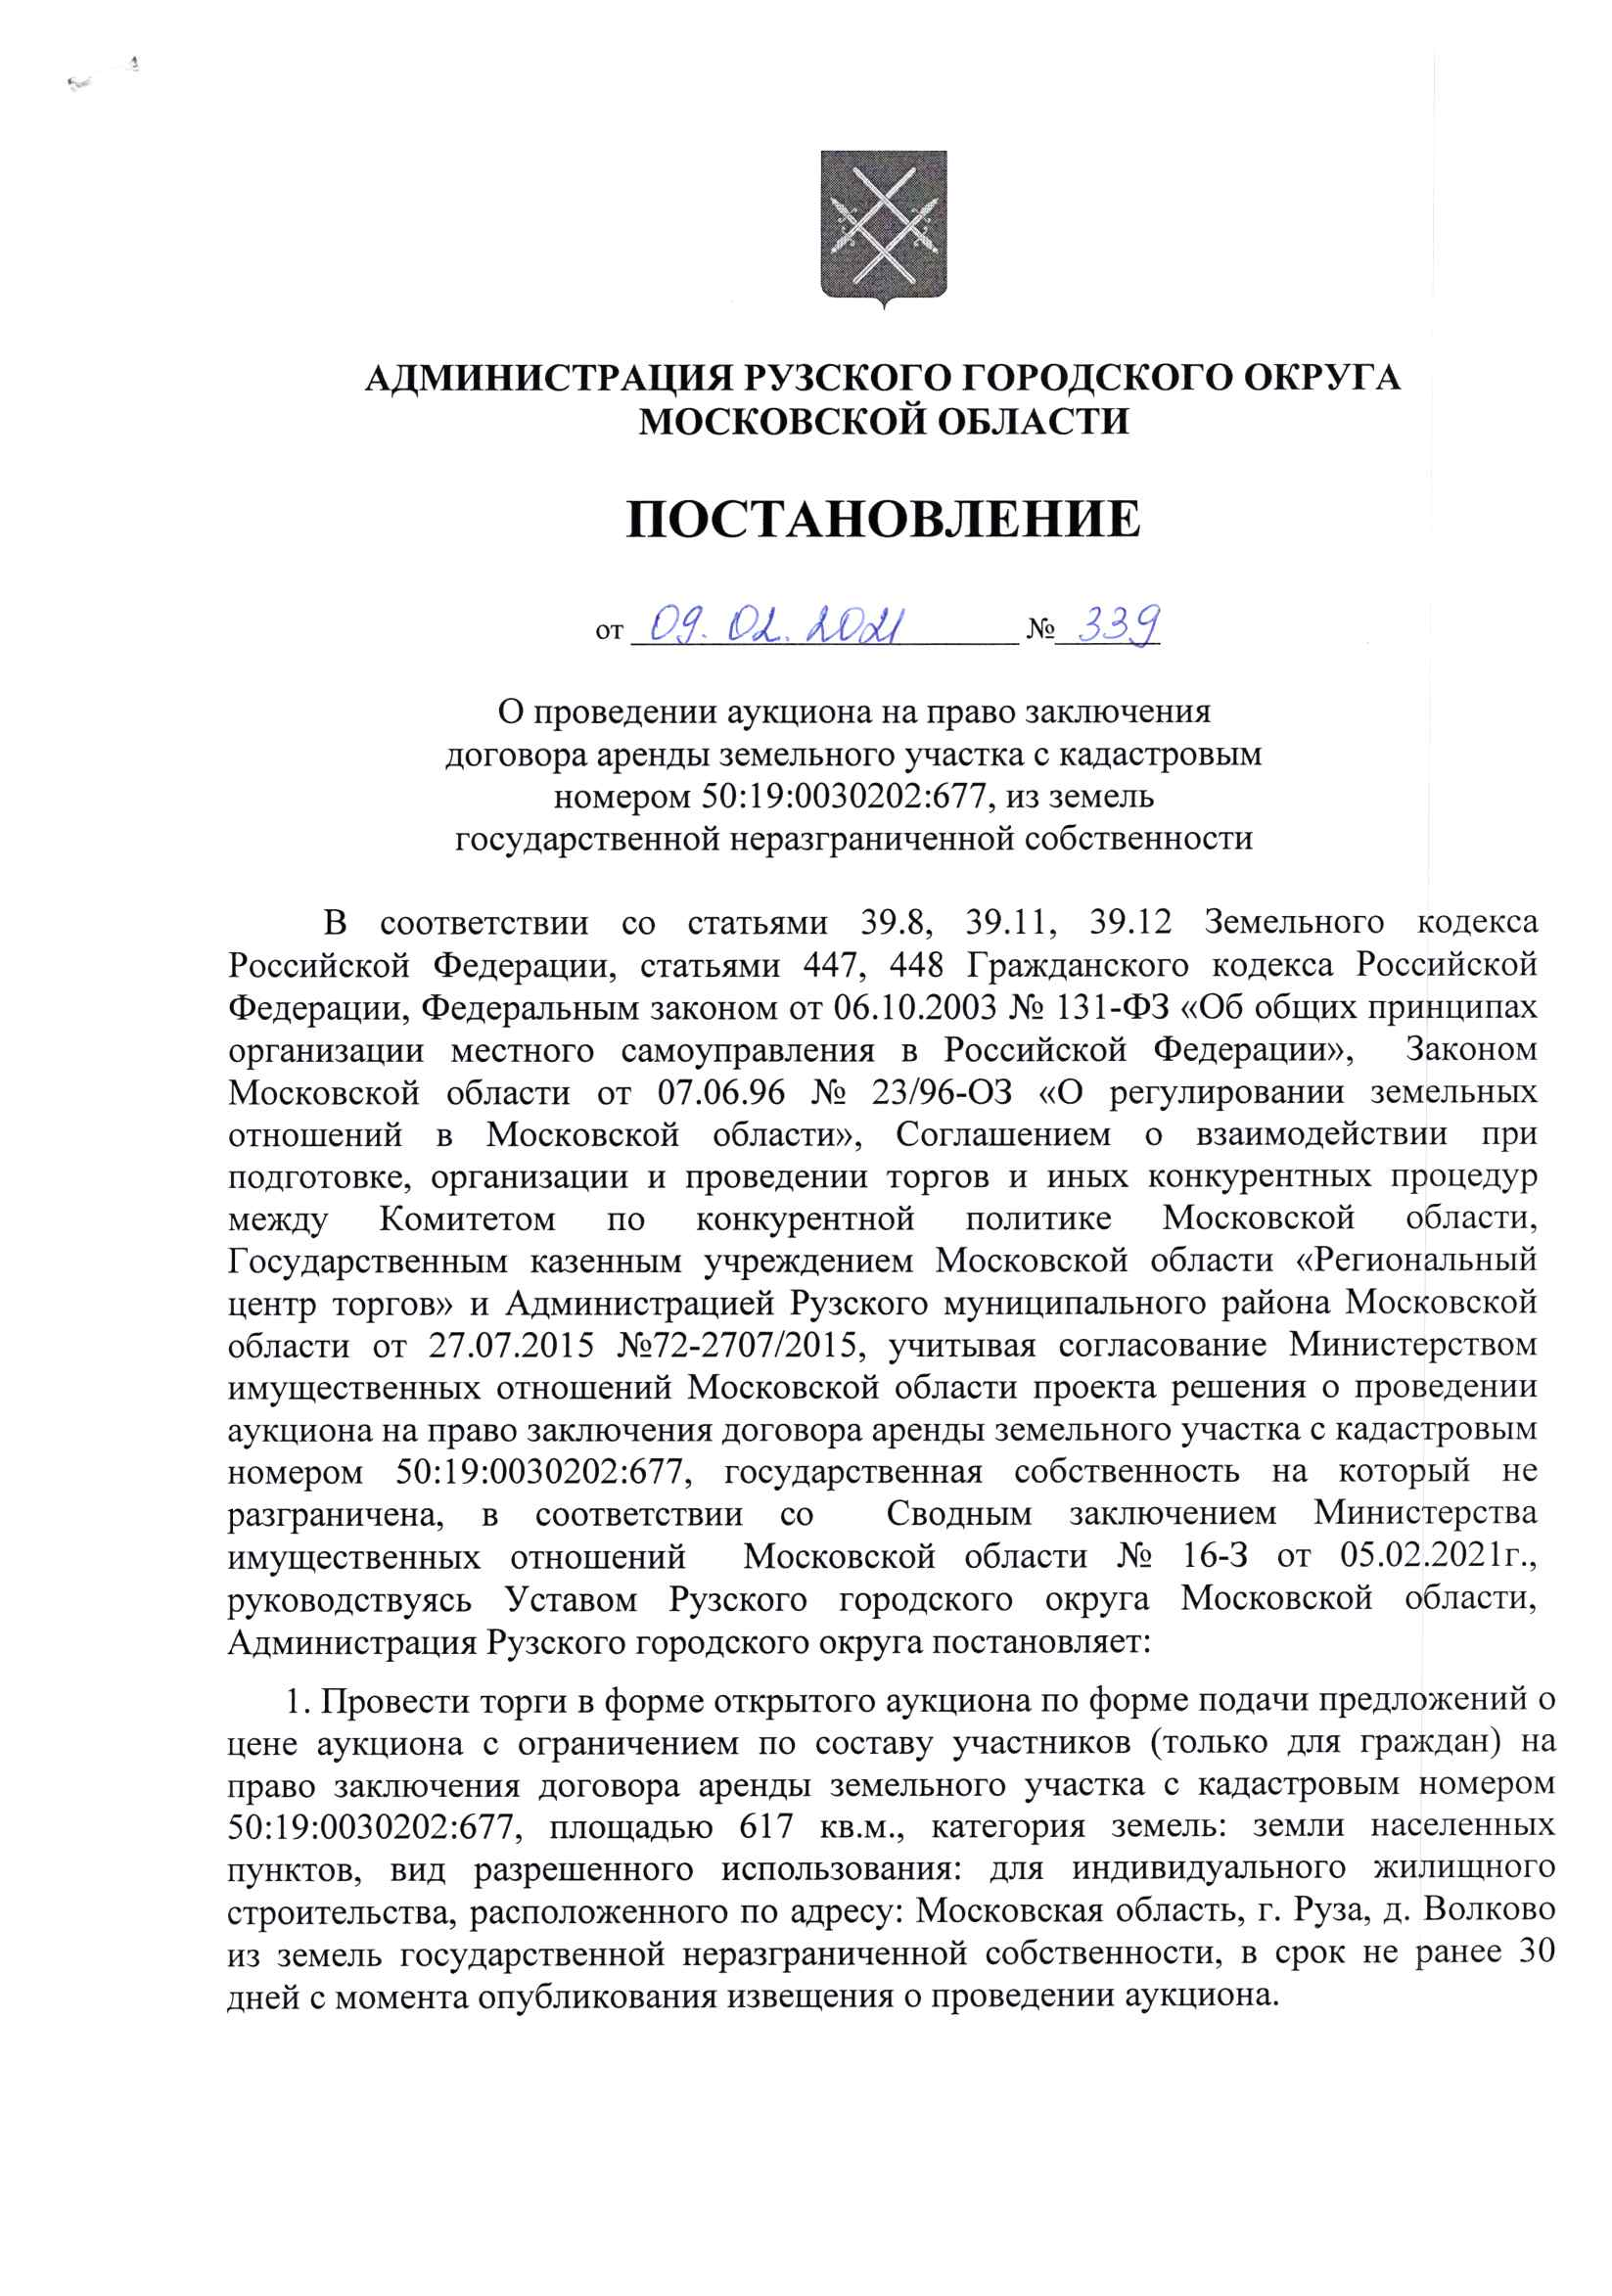 АДМИНИСТРАЦИЯ РУЗСКОГО ГОРОДСКОГО ОКРУГА
МОСКОВСКОЙ ОБЛАСТИ
ПОСТАНОВЛЕНИЕ
от 09.02.2021 № 339
О проведении аукциона на право заключения
договора аренды земельного участка с кадастровым
номером 50:19:0030202:677, из земель
государственной неразграниченной собственности
В соответствии со статьями 39.8, 39.11, 39.12 Земельного кодекса
Российской Федерации, статьями 447, 448 Гражданского кодекса Российской
Федерации, Федеральным законом от 06.10.2003 № 131-ФЗ «Об общих принципах
организации местного самоуправления в Российской Федерации», Законом
Московской области от 07.06.96 № 23/96-ОЗ «О регулировании земельных
отношений в Московской области», Соглашением о взаимодействии при
подготовке, организации и проведении торгов и иных конкурентных процедур
между Комитетом по конкурентной политике Московской области,
Государственным казенным учреждением Московской области «Региональный
центр торгов» и Администрацией Рузского муниципального района Московской
области от 27.07.2015 №72-2707/2015, учитывая согласование Министерством
имущественных отношений Московской области проекта решения о проведении
аукциона на право заключения договора аренды земельного участка с кадастровым
номером 50:19:0030202:677, государственная собственность на который не
разграничена, в соответствии со Сводным заключением Министерства
имущественных отношений Московской области № 16-З от 05.02.2021г.,
руководствуясь Уставом Рузского городского округа Московской области,
Администрация Рузского городского округа постановляет:
1. Провести торги в форме открытого аукциона по форме подачи предложений о
цене аукциона с ограничением по составу участников (только для граждан) на
право заключения договора аренды земельного участка с кадастровым номером
50:19:0030202:677, площадью 617 кв.м., категория земель: земли населенных
пунктов, вид разрешенного использования: для индивидуального жилищного
строительства, расположенного по адресу: Московская область, г. Руза, д. Волково
из земель государственной неразграниченной собственности, в срок не ранее 30
дней с момента опубликования извещения о проведении аукциона.